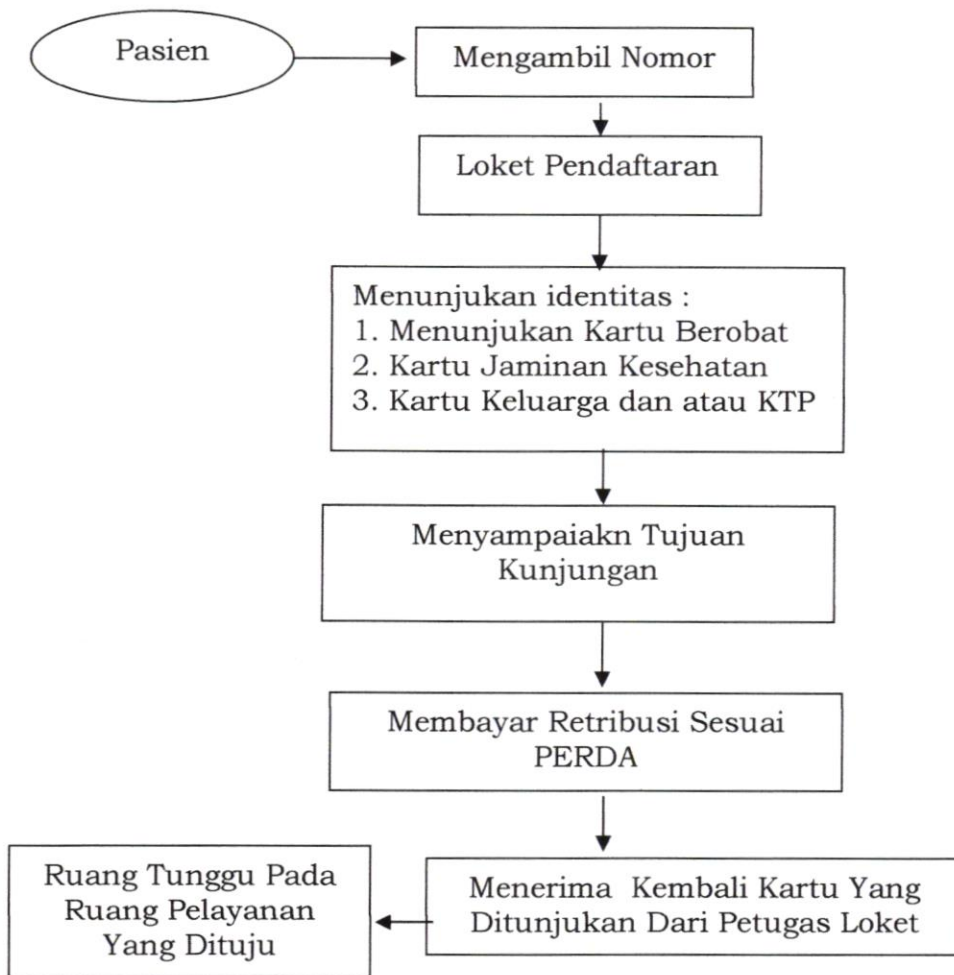 Pasien
Mengambil Nomor
Loket Pendaftaran
Menunjukan identitas :
1. Menunjukan Kartu Berobat
2. Kartu Jaminan Kesehatan
3. Kartu Keluarga dan atau KTP
Menyampaiakn Tujuan
Kunjungan
Membayar Retribusi Sesuai
PERDA
Menerima Kembali Kartu Yang
Ditunjukan Dari Petugas Loket
Ruang Tunggu Pada
Ruang Pelayanan
Yang Dituju